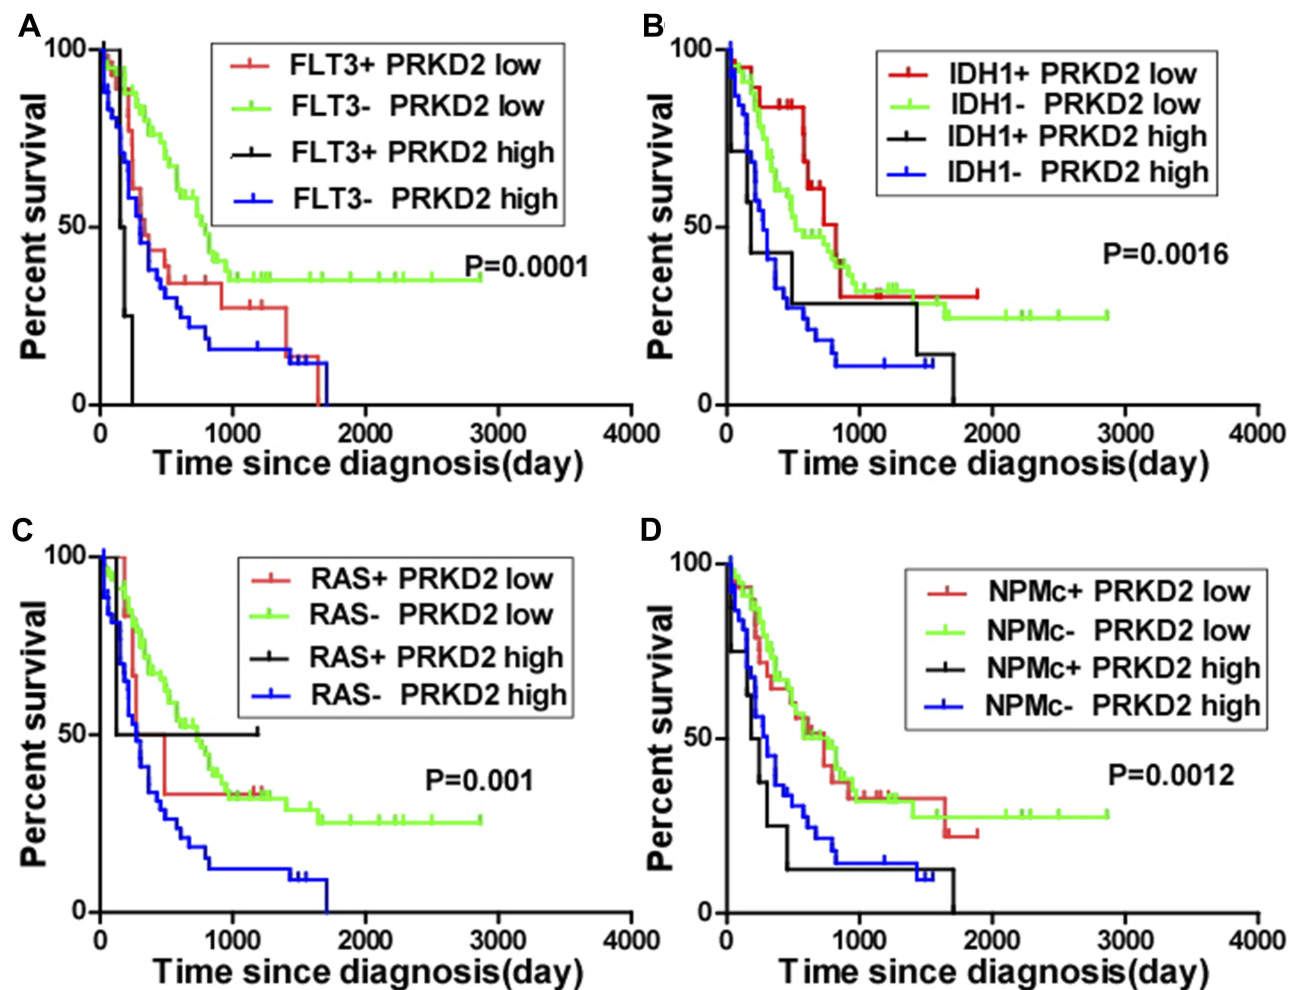 A
100
50
0
Percent survival
FLT3+ PRKD2 low
FLT3- PRKD2 low
FLT3+ PRKD2 high
FLT3- PRKD2 high
P=0.0001
0 1000 2000 3000 4000
Time since diagnosis(day)
B
100
50
0
Percent survival
IDH1+ PRKD2 low
IDH1- PRKD2 low
IDH1+ PRKD2 high
IDH1- PRKD2 high
P=0.0016
0 1000 2000 3000 4000
Time since diagnosis(day)
C
100
50
0
Percent survival
RAS+ PRKD2 low
RAS- PRKD2 low
RAS+ PRKD2 high
RAS- PRKD2 high
P=0.001
0 1000 2000 3000 4000
Time since diagnosis(day)
D
100
50
0
Percent survival
NPMc+ PRKD2 low
NPMc- PRKD2 low
NPMc+ PRKD2 high
NPMc- PRKD2 high
P=0.0012
0 1000 2000 3000 4000
Time since diagnosis(day)